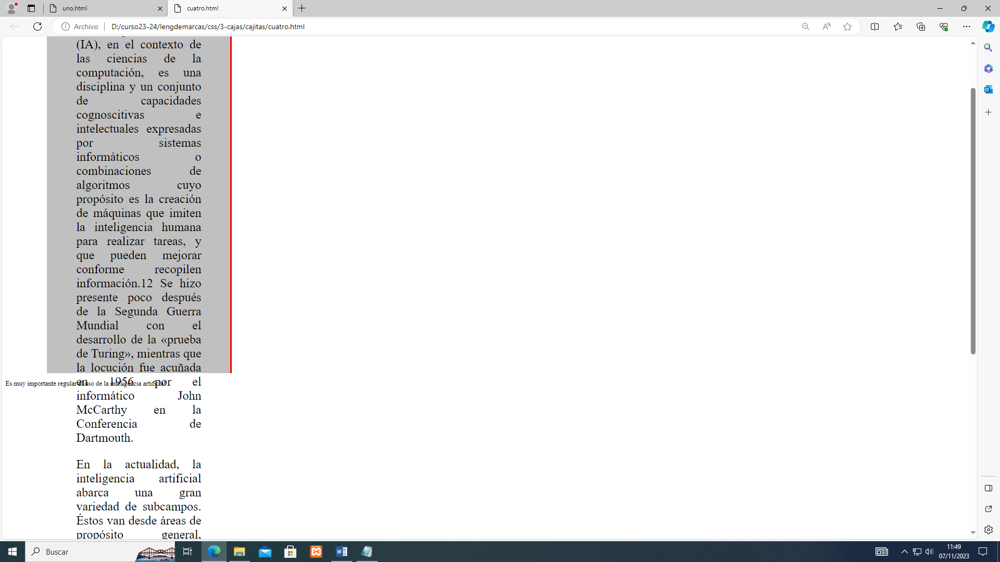 uno.html
cuatro.html
Archivo
D:/curso23-24/lengdemarcas/css/3-cajas/cajitas/cuatro.html
(IA), en el contexto de
las ciencias de la
computación, es una
disciplina y un conjunto
de capacidades
cognoscitivas e
intelectuales expresadas
por sistemas
informáticos o
combinaciones de
algoritmos cuyo
propósito es la creación
de máquinas que imiten
la inteligencia humana
para realizar tareas, y
que pueden mejorar
conforme recopilen
información.12 Se hizo
presente poco después
de la Segunda Guerra
Mundial con el
desarrollo de la «prueba
de Turing», mientras que
la locución fue acuñada
en 1956 por el
Es muy importante regular el uso de la inteligencia artificial
informático John
McCarthy en la
Conferencia de
Dartmouth.
En la actualidad, la
inteligencia artificial
abarca una gran
variedad de subcampos.
Éstos van desde áreas de
propósito general,
Buscar
11:49
07/11/2023